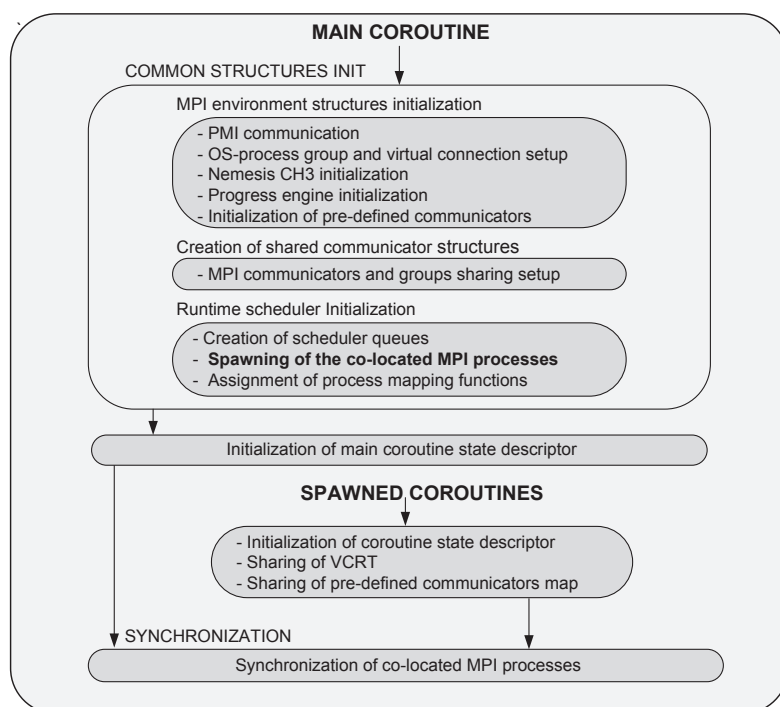 MAIN COROUTINE
COMMON STRUCTURES INIT
MPI environment structures initialization
- PMI communication
- OS-process group and virtual connection setup
- Nemesis CH3 initialization
- Progress engine initialization
- Initialization of pre-defined communicators
Creation of shared communicator structures
- MPI communicators and groups sharing setup
Runtime scheduler Initialization
- Creation of scheduler queues
- Spawning of the co-located MPI processes
- Assignment of process mapping functions
Initialization of main coroutine state descriptor
SPAWNED COROUTINES
- Initialization of coroutine state descriptor
- Sharing of VCRT
- Sharing of pre-defined communicators map
SYNCHRONIZATION
Synchronization of co-located MPI processes